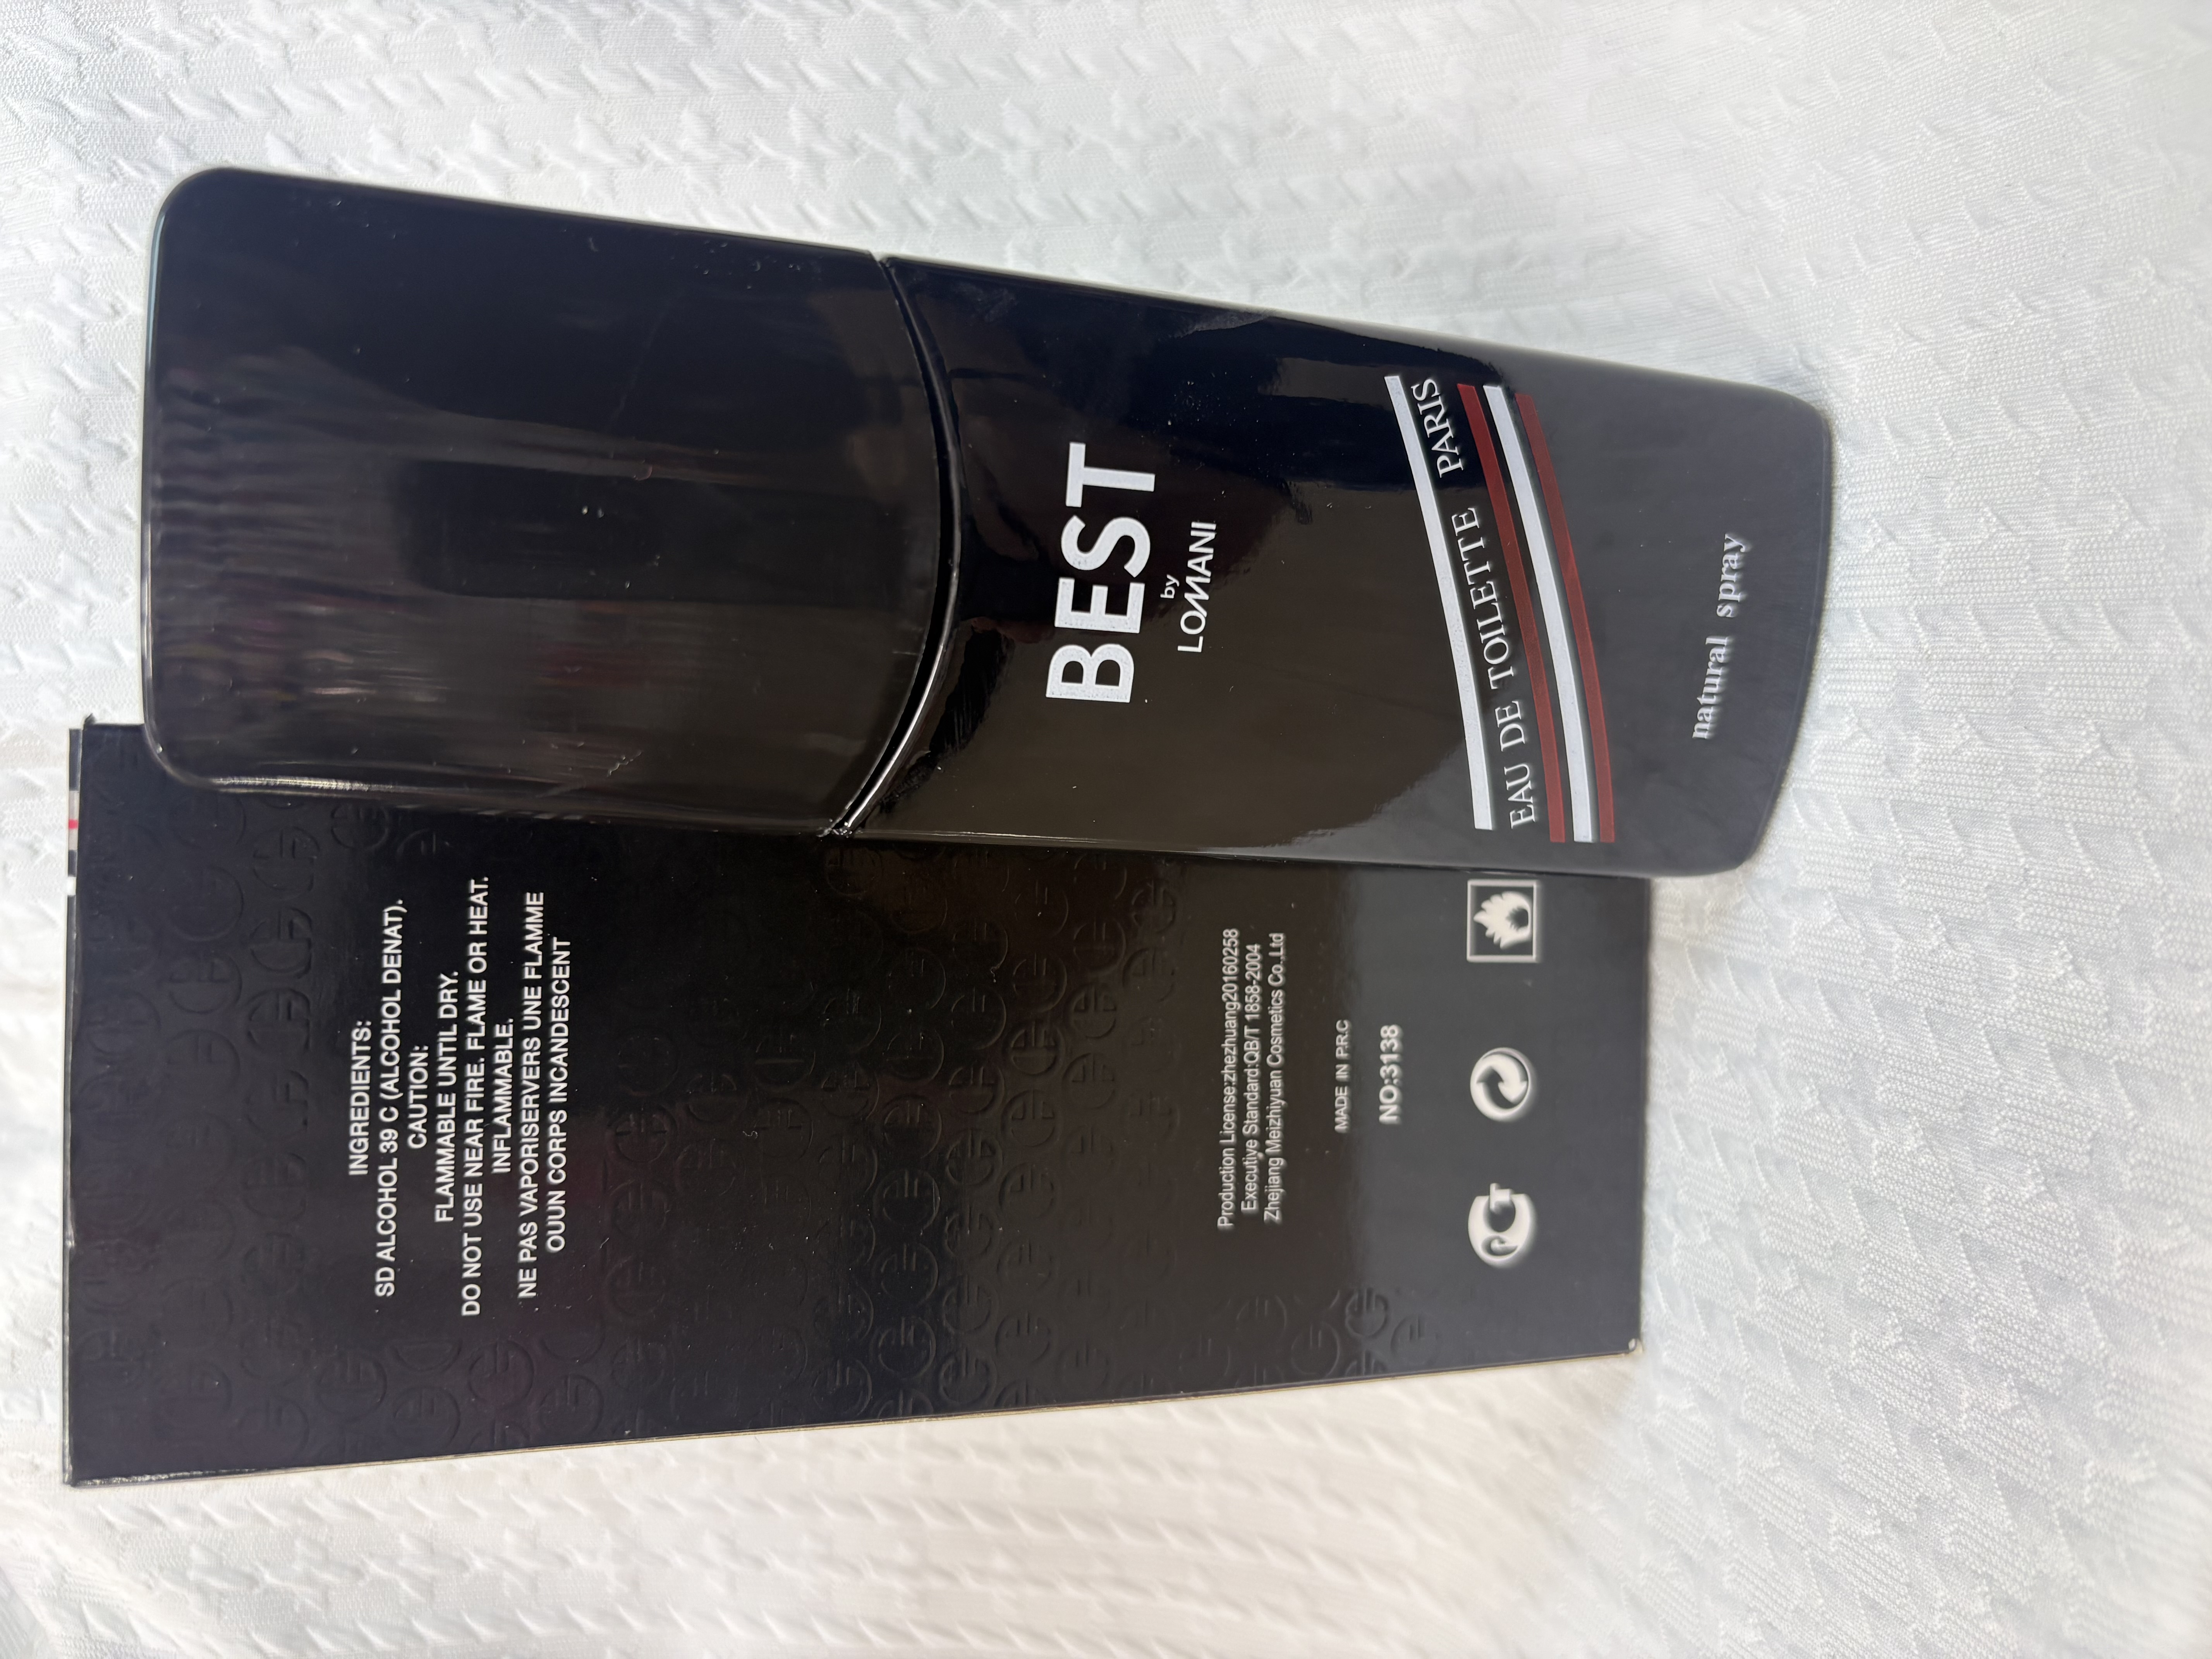 BEST
by
LOMANI
EAU DE TOILETTE PARIS
natural spray
INGREDIENTS:
SD ALCOHOL 39 C (ALCOHOL DENAT).
CAUTION:
FLAMMABLE UNTIL DRY.
DO NOT USE NEAR FIRE. FLAME OR HEAT.
INFLAMMABLE.
NE PAS VAPORISERVERS UNE FLAMME
OUUN CORPS INCANDESCENT
Production License:zhezhuang20160258
Executive Standard:QB/T 1858-2004
Zhejiang Meizhiyuan Cosmetics Co.,Ltd
MADE IN P.R.C
NO:3138